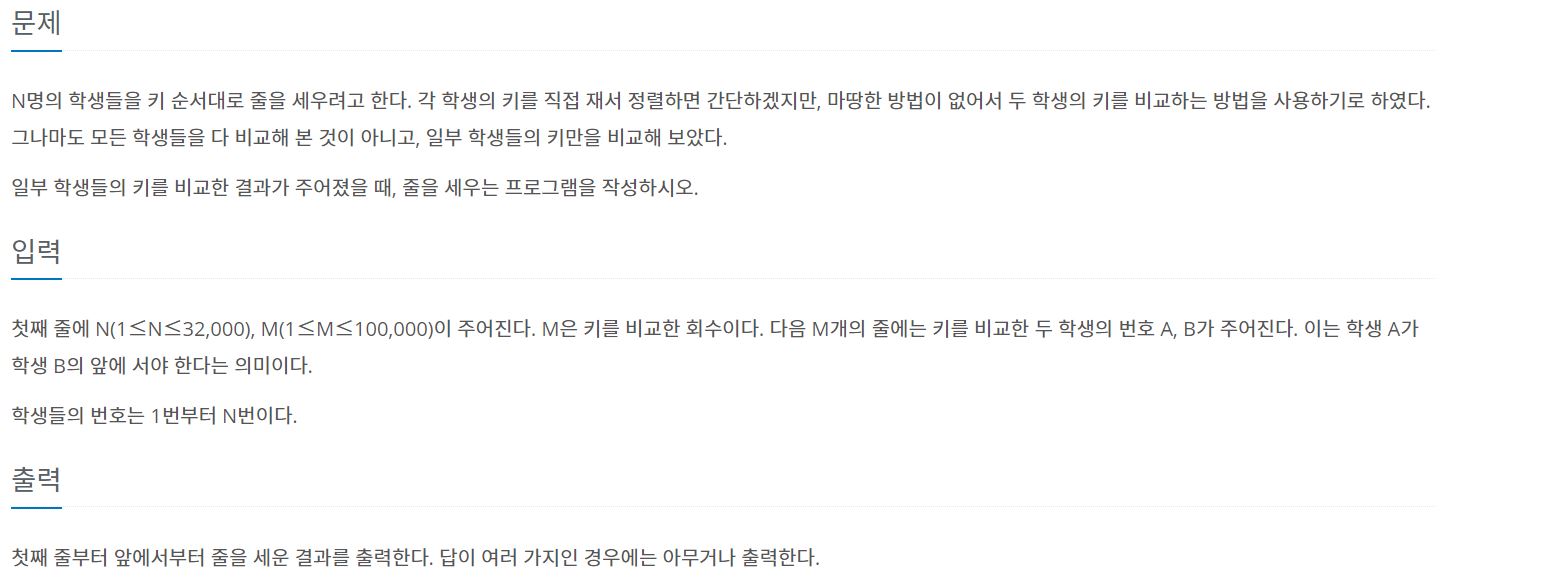 문제
N명의 학생들을 키 순서대로 줄을 세우려고 한다. 각 학생의 키를 직접 재서 정렬하면 간단하겠지만, 마땅한 방법이 없어서 두 학생의 키를 비교하는 방법을 사용하기로 하였다.
그나마도 모든 학생들을 다 비교해 본 것이 아니고, 일부 학생들의 키만을 비교해 보았다.
일부 학생들의 키를 비교한 결과가 주어졌을 때, 줄을 세우는 프로그램을 작성하시오.
입력
첫째 줄에 N(1≤N≤32,000), M(1≤M≤100,000)이 주어진다. M은 키를 비교한 회수이다. 다음 M개의 줄에는 키를 비교한 두 학생의 번호 A, B가 주어진다. 이는 학생 A가
학생 B의 앞에 서야 한다는 의미이다.
학생들의 번호는 1번부터 N번이다.
출력
첫째 줄부터 앞에서부터 줄을 세운 결과를 출력한다. 답이 여러 가지인 경우에는 아무거나 출력한다.